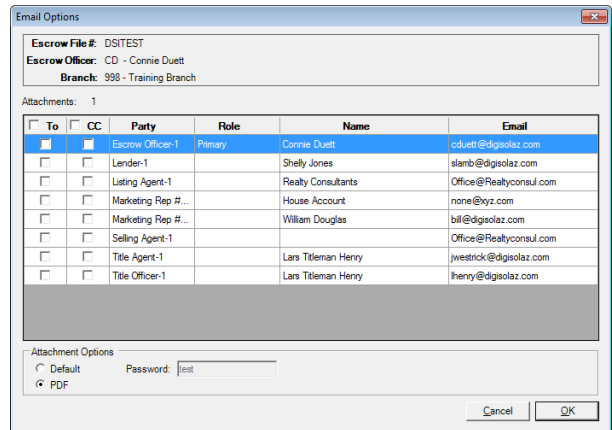 Email Options
Escrow File#: DSITEST
Escrow Officer: CD - Connie Duett
Branch: 998 - Training Branch
Attachments: 1
To CC Party Role Name Email
Escrow Officer-1 Primary Connie Duett cduett@digisolaz.com
Lender-1 Shelly Jones slamb@digisolaz.com
Listing Agent-1 Realty Consultants Office@Realtyconsul.com
Marketing Rep #... House Account none@xyz.com
Marketing Rep #... William Douglas bill@digisolaz.com
Selling Agent-1 Office@Realtyconsul.com
Title Agent-1 Lars Titleman Henry jwestrick@digisolaz.com
Title Officer-1 Lars Titleman Henry lhenry@digisolaz.com
Attachment Options
Default Password: test
PDF
Cancel OK